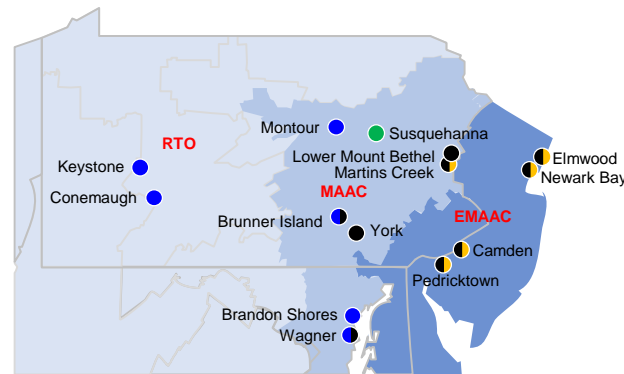 Montour
Susquehanna
RTO
Lower Mount Bethel
Elmwood
Keystone
Martins Creek
Newark Bay
MAAC
Conemaugh
Brunner Island
EMAAC
York
Camden
Pedricktown
Brandon Shores
Wagner